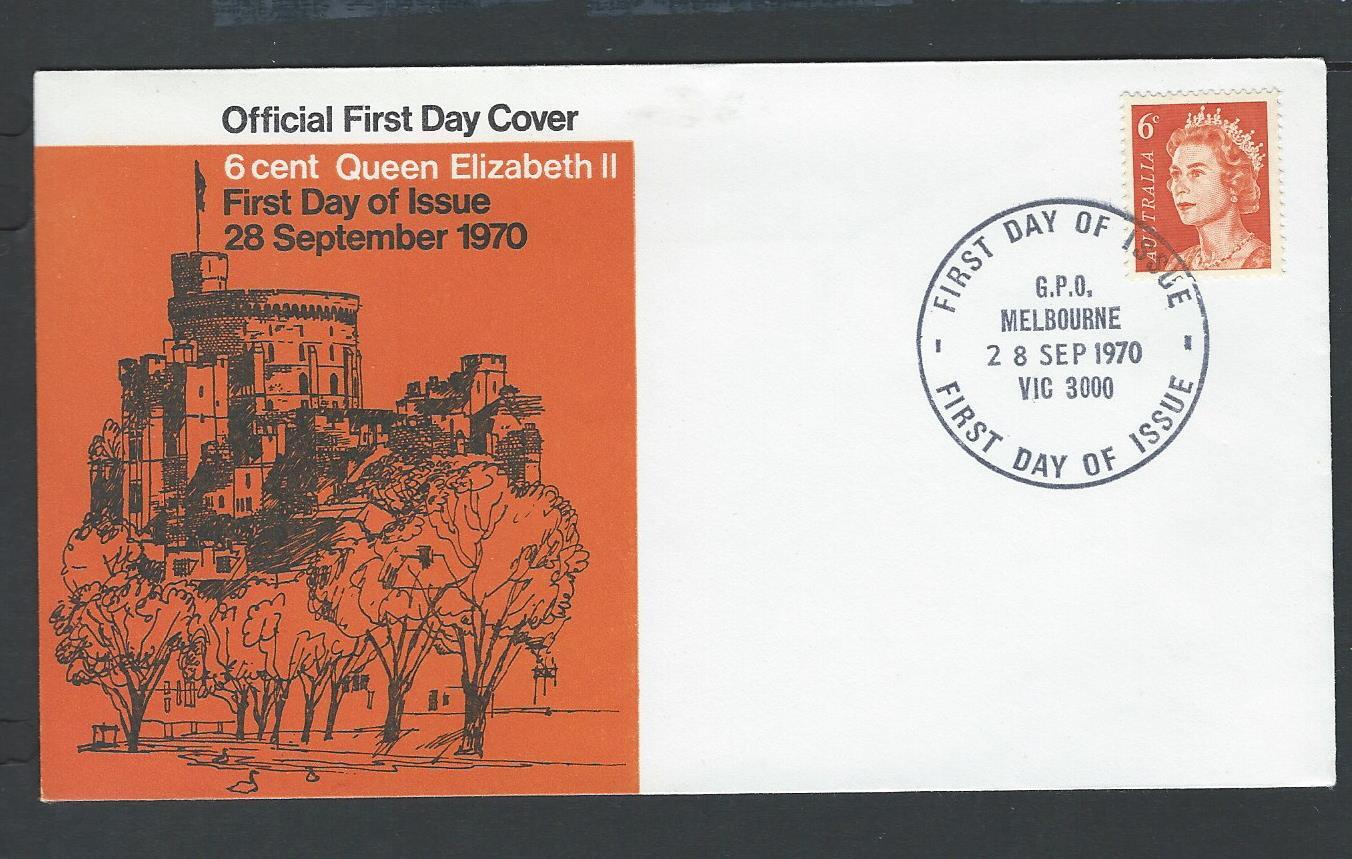 Official First Day Cover
6 cent Queen Elizabeth II
First Day of Issue
28 September 1970
6c
AUSTRALIA
FIRST DAY OF ISSUE
G.P.O.
MELBOURNE
28 SEP 1970
VIC 3000
FIRST DAY OF ISSUE